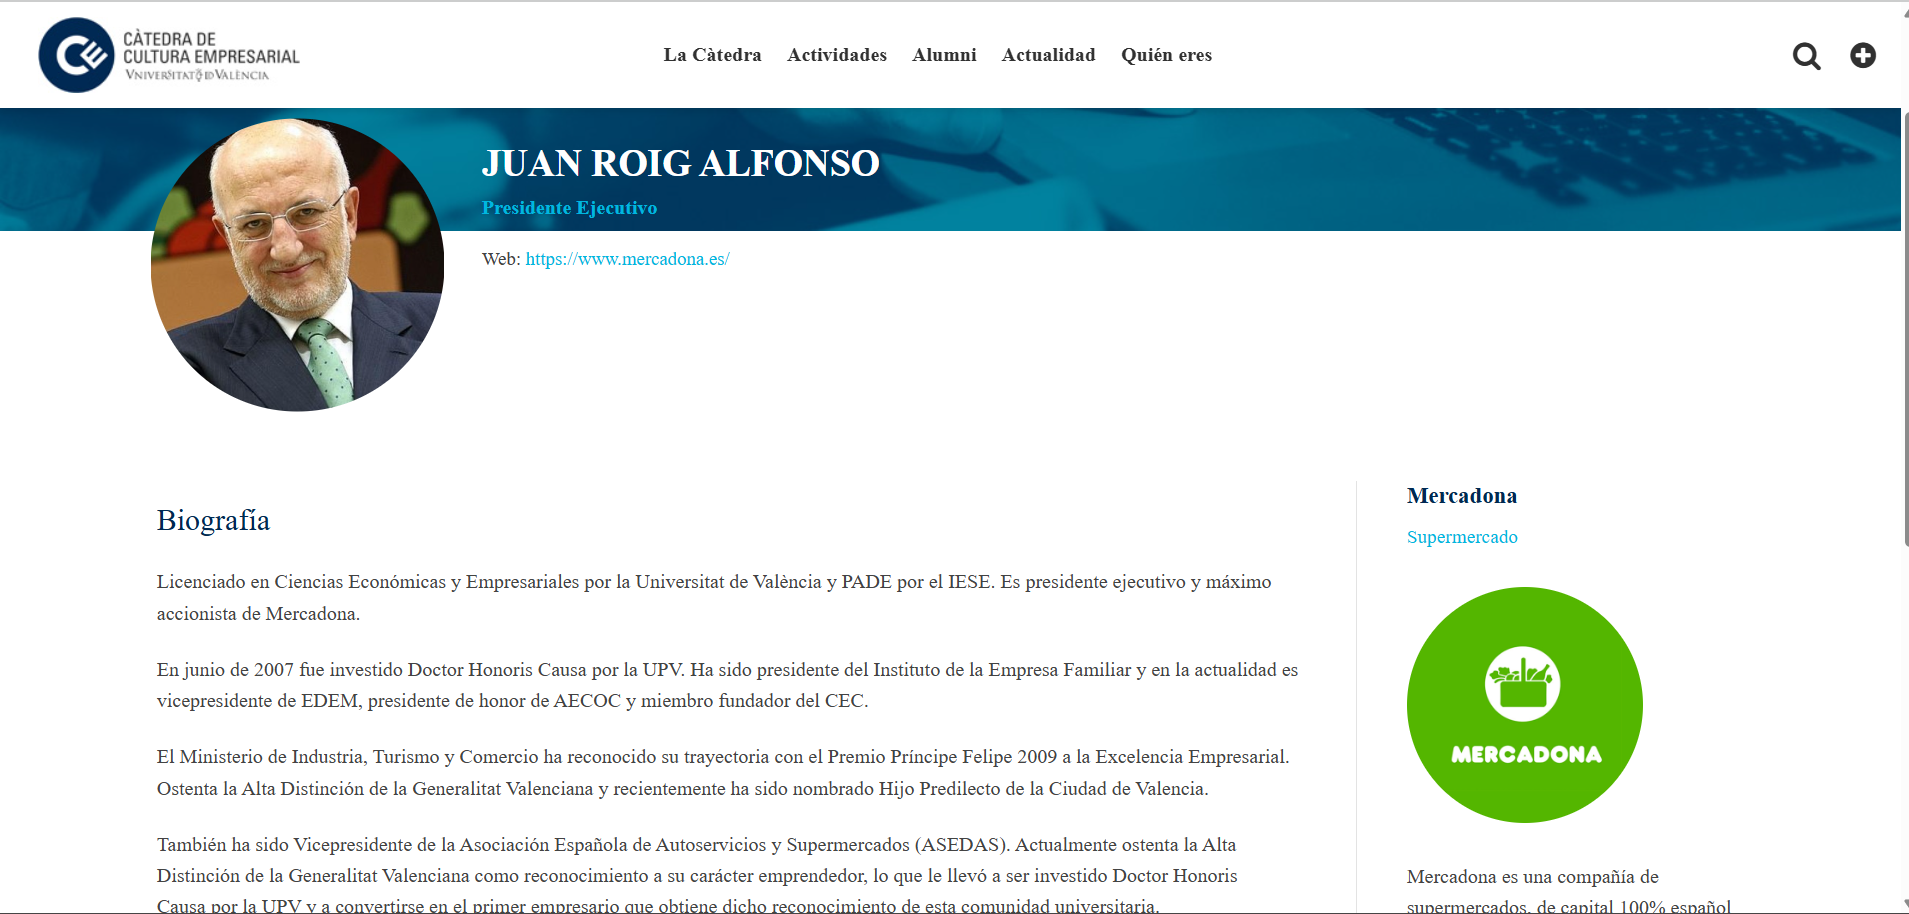 CÀTEDRA DE
CULTURA EMPRESARIAL
VNIVERSITATÖDVALÈNCIA
La Càtedra Actividades Alumni Actualidad Quién eres
JUAN ROIG ALFONSO
Presidente Ejecutivo
Web: https://www.mercadona.es/
Biografía
Licenciado en Ciencias Económicas y Empresariales por la Universitat de València y PADE por el IESE. Es presidente ejecutivo y máximo
accionista de Mercadona.
En junio de 2007 fue investido Doctor Honoris Causa por la UPV. Ha sido presidente del Instituto de la Empresa Familiar y en la actualidad es
vicepresidente de EDEM, presidente de honor de AECOC y miembro fundador del CEC.
El Ministerio de Industria, Turismo y Comercio ha reconocido su trayectoria con el Premio Príncipe Felipe 2009 a la Excelencia Empresarial.
Ostenta la Alta Distinción de la Generalitat Valenciana y recientemente ha sido nombrado Hijo Predilecto de la Ciudad de Valencia.
También ha sido Vicepresidente de la Asociación Española de Autoservicios y Supermercados (ASEDAS). Actualmente ostenta la Alta
Distinción de la Generalitat Valenciana como reconocimiento a su carácter emprendedor, lo que le llevó a ser investido Doctor Honoris
Causa por la UPV y a convertirse en el primer empresario que obtiene dicho reconocimiento de esta comunidad universitaria.
Mercadona
Supermercado
MERCADONA
Mercadona es una compañía de
supermercados, de capital 100% español